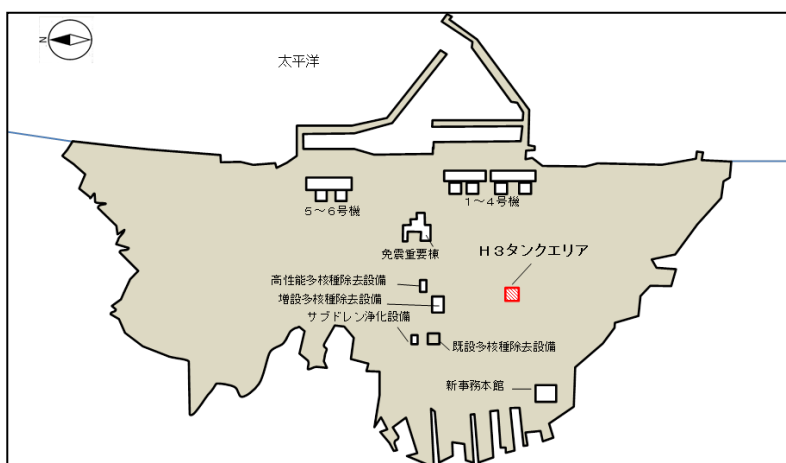 N
太平洋
5～6号機
1～4号機
免震重要棟
H3タンクエリア
高性能多核種除去設備
増設多核種除去設備
サブドレン浄化設備
既設多核種除去設備
新事務本館